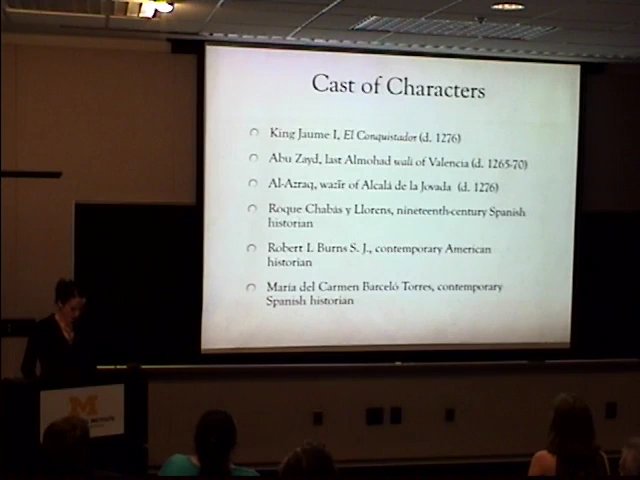 Cast of Characters
King Jaume I, El Conquistador (d. 1276)
Abu Zayd, last Almohad wali of Valencia (d. 1265-70)
Al-Azraq, wazīr of Alcalá de la Jovada (d. 1276)
Roque Chabás y Llorens, nineteenth-century Spanish
historian
Robert I. Burns S. J., contemporary American
historian
María del Carmen Barceló Torres, contemporary
Spanish historian
M